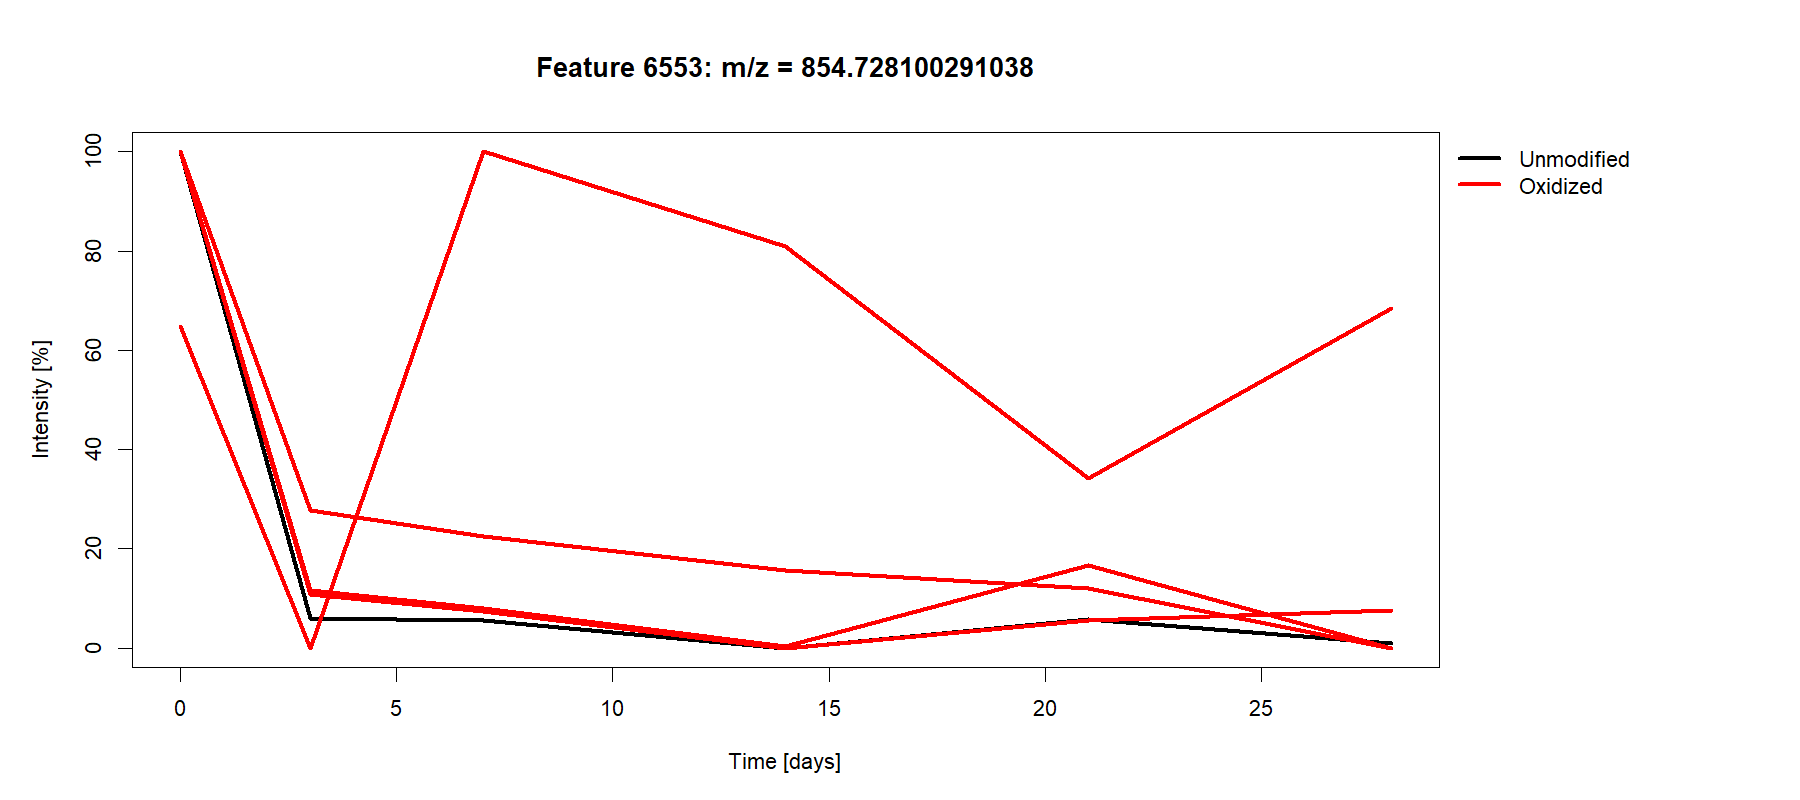 Feature 6553: m/z = 854.728100291038
Unmodified
Oxidized
Intensity [%]
100
80
60
40
20
0
0 5 10 15 20 25
Time [days]